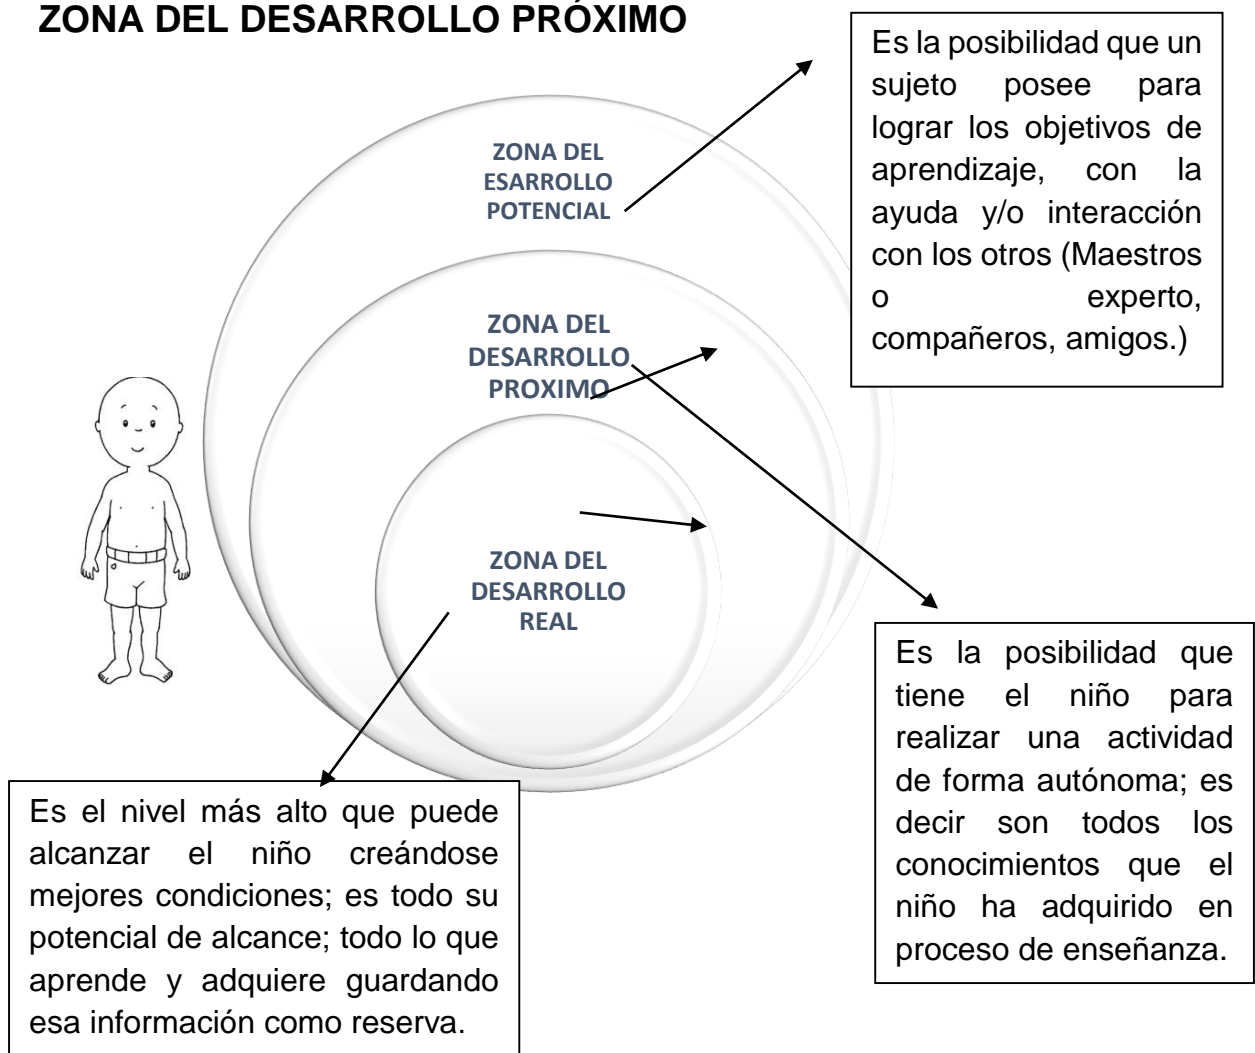 ZONA DEL DESARROLLO PRÓXIMO
Es la posibilidad que un
sujeto posee para
lograr los objetivos de
aprendizaje, con la
ayuda y/o interacción
con los otros (Maestros
o experto,
compañeros, amigos.)
ZONA DEL
ESARROLLO
POTENCIAL
ZONA DEL
DESARROLLO
PROXIMO
ZONA DEL
DESARROLLO
REAL
Es la posibilidad que
tiene el niño para
realizar una actividad
de forma autónoma; es
decir son todos los
conocimientos que el
niño ha adquirido en
proceso de enseñanza.
Es el nivel más alto que puede
alcanzar el niño creándose
mejores condiciones; es todo su
potencial de alcance; todo lo que
aprende y adquiere guardando
esa información como reserva.